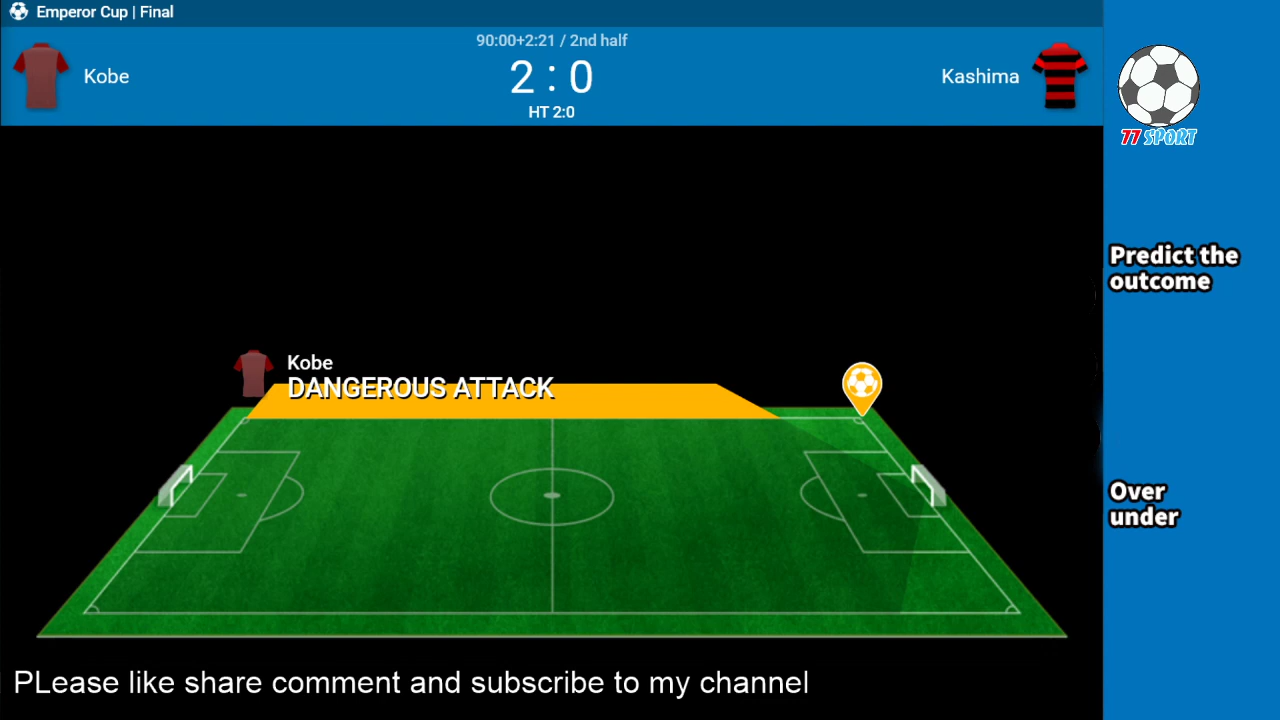 Emperor Cup | Final
90:00+2:21 / 2nd half
Kobe
2 : 0
Kashima
HT 2:0
77 SPORT
Predict the
outcome
Kobe
DANGEROUS ATTACK
Over
under
PLease like share comment and subscribe to my channel